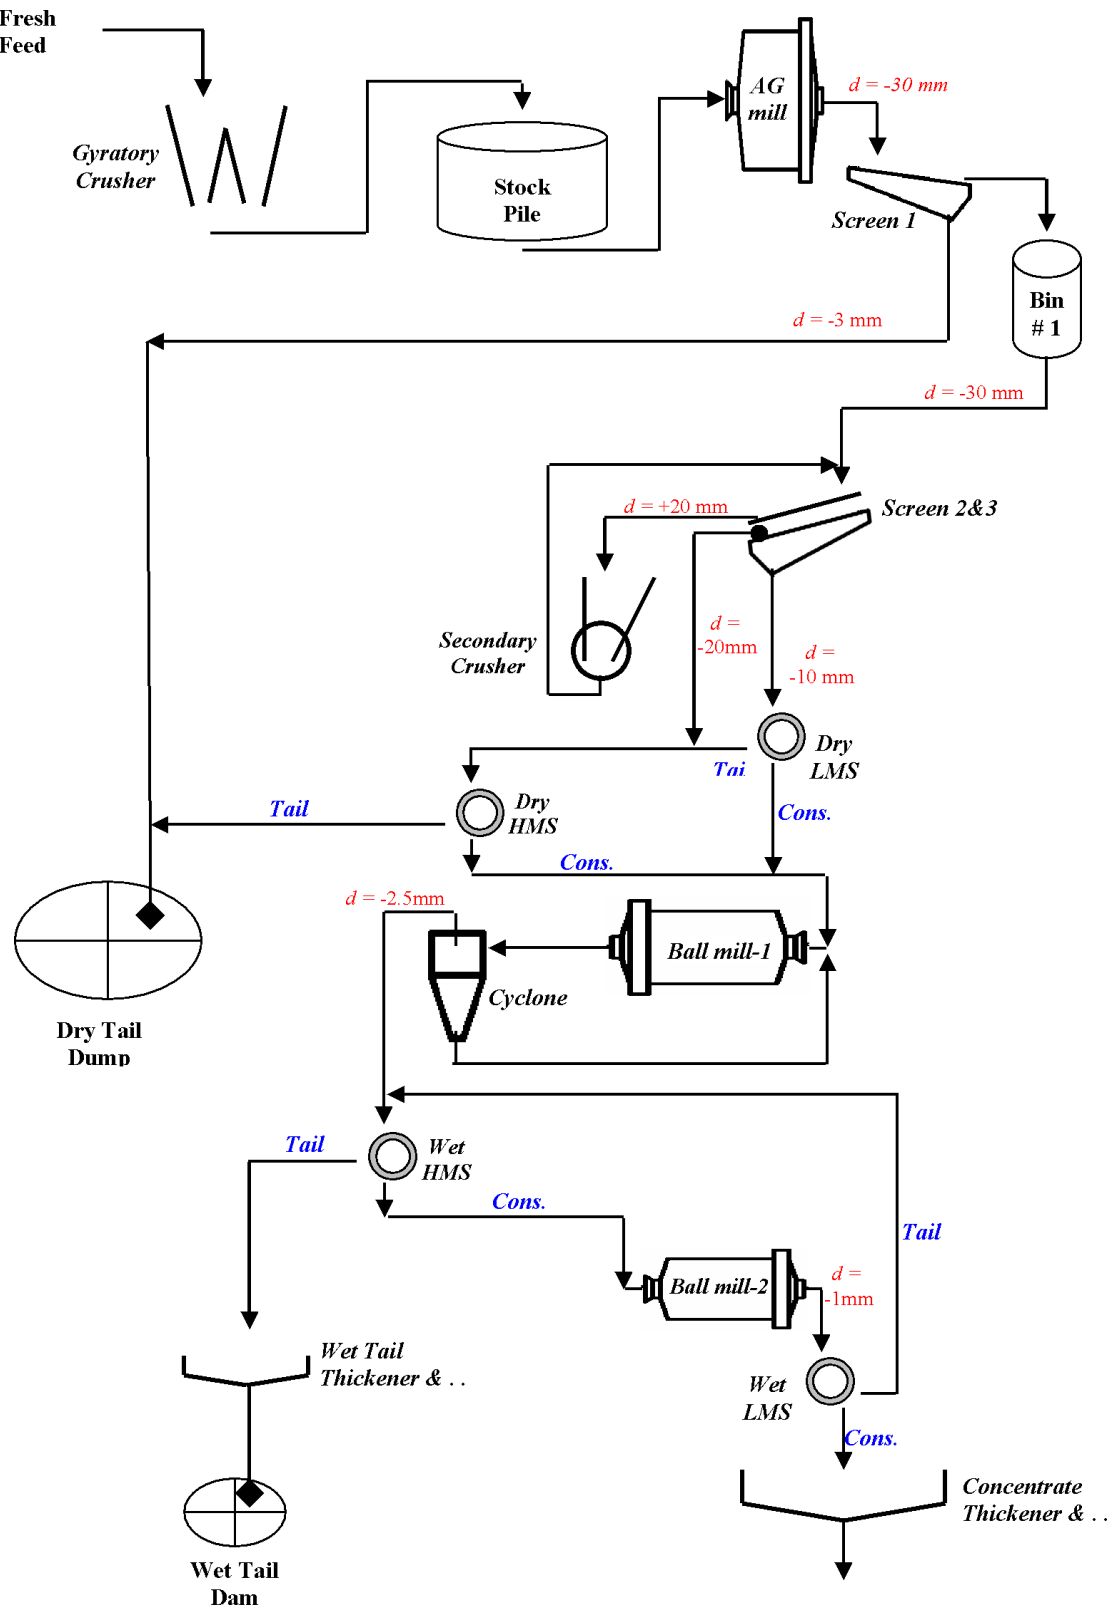 Fresh
Feed
Gyratory
Crusher
Stock
Pile
AG
mill
d = -30 mm
Screen 1
Bin
# 1
d = -3 mm
d = -30 mm
Screen 2&3
d = +20 mm
Secondary
Crusher
d =
-20mm
d =
-10 mm
Dry
LMS
Tai
Cons.
Dry
HMS
Tail
Cons.
d = -2.5mm
Ball mill-1
Cyclone
Dry Tail
Dump
Tail
Wet
HMS
Cons.
Tail
Ball mill-2
d =
-1mm
Wet Tail
Thickener & . .
Wet
LMS
Cons.
Concentrate
Thickener & . .
Wet Tail
Dam